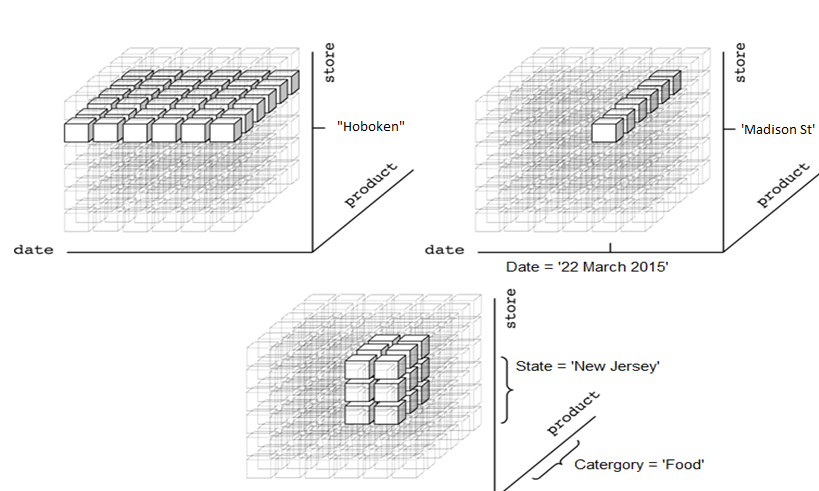 store
"Hoboken"
product
date
store
'Madison St'
product
date
Date = '22 March 2015'
store
State = 'New Jersey'
product
Catergory = 'Food'